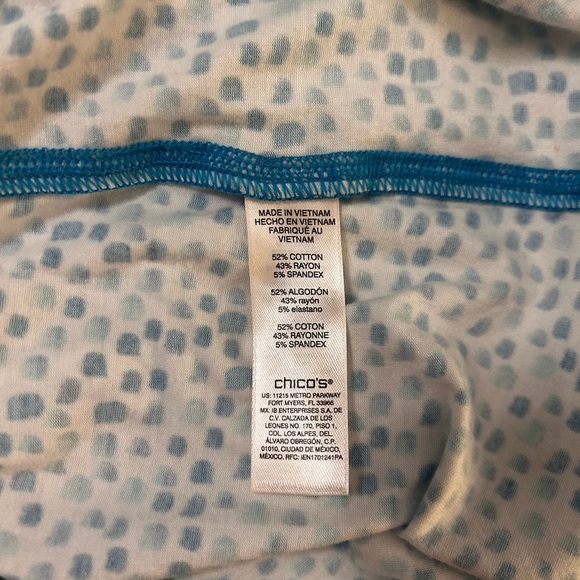 MADE IN VIETNAM
HECHO EN VIETNAM
FABRIQUÉ AU
VIETNAM
52% COTTON
43% RAYON
5% SPANDEX
52% ALGODÓN
43% rayón
5% elastano
52% COTON
43% RAYONNE
5% SPANDEX
chico's®
US: 11215 METRO PARKWAY
FORT MYERS, FL 33966
MX: IB ENTERPRISES S.A. DE
C.V. CALZADA DE LOS
LEONES NO. 170, PISO 1,
COL. LOS ALPES, DEL.
ÁLVARO OBREGÓN, C.P.
01010, CIUDAD DE MÉXICO,
MÉXICO. RFC: IEN1701241PA